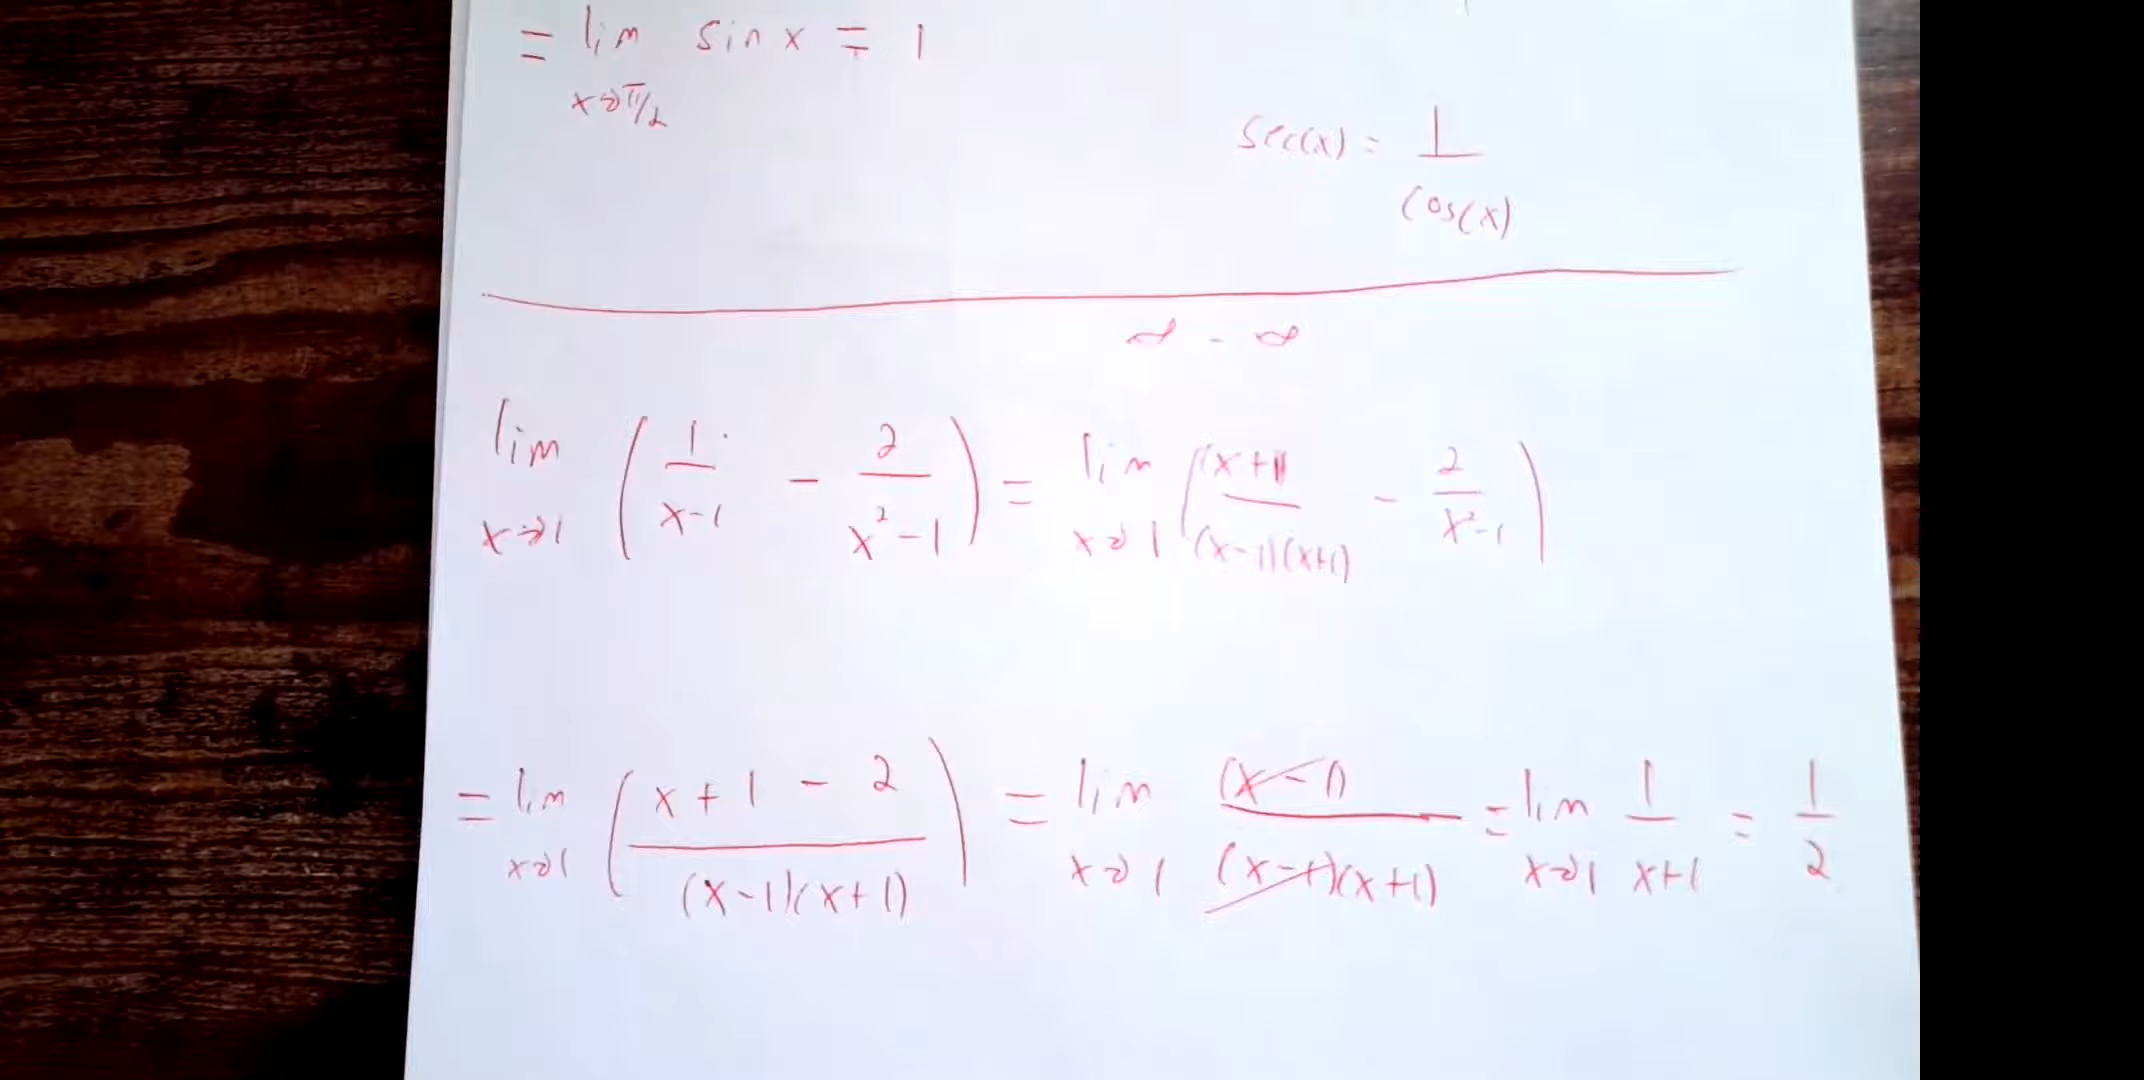 = lim sin x = 1
x→π/2
sec(x) = 1/cos(x)
∞ - ∞
lim x→1 (1/(x-1) - 2/(x²-1)) = lim x→1 ((x+1)/((x-1)(x+1)) - 2/(x²-1))
= lim x→1 ((x+1-2)/((x-1)(x+1))) = lim x→1 (x-1)/((x-1)(x+1)) = lim x→1 1/(x+1) = 1/2